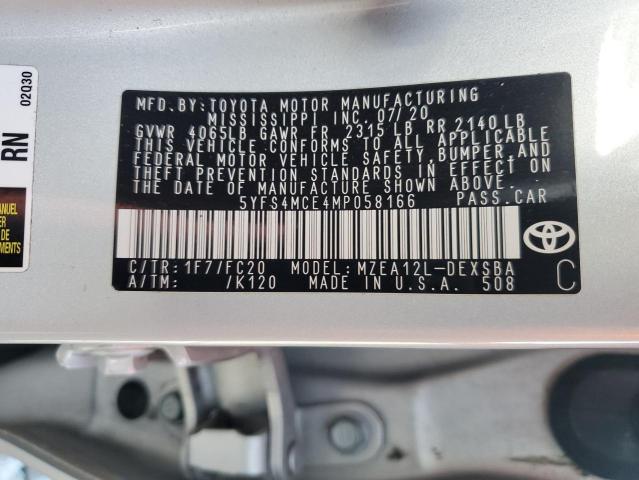 MFD. BY: TOYOTA MOTOR MANUFACTURING
MISSISSIPPI INC. 07/20
GVWR 4065LB GAWR FR. 2315 LB RR 2140 LB
THIS VEHICLE CONFORMS TO ALL APPLICABLE
FEDERAL MOTOR VEHICLE SAFETY, BUMPER, AND
THEFT PREVENTION STANDARDS IN EFFECT ON
THE DATE OF MANUFACTURE SHOWN ABOVE.
5YFS4MCE4MP058166 PASS. CAR
C/TR: 1F7/FC20 MODEL: MZEA12L-DEXSBA
A/TM: /K120 MADE IN U.S.A. 508
C
RN
02Q30
MANUEL